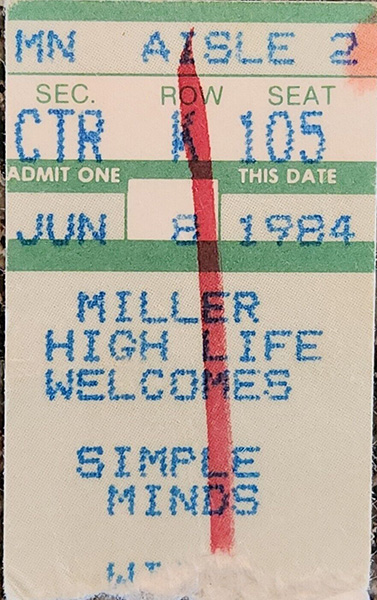 MN AISLE 2
SEC. ROW SEAT
CTR K 105
ADMIT ONE THIS DATE
JUN 8 1984
MILLER
HIGH LIFE
WELCOMES
SIMPLE
MINDS